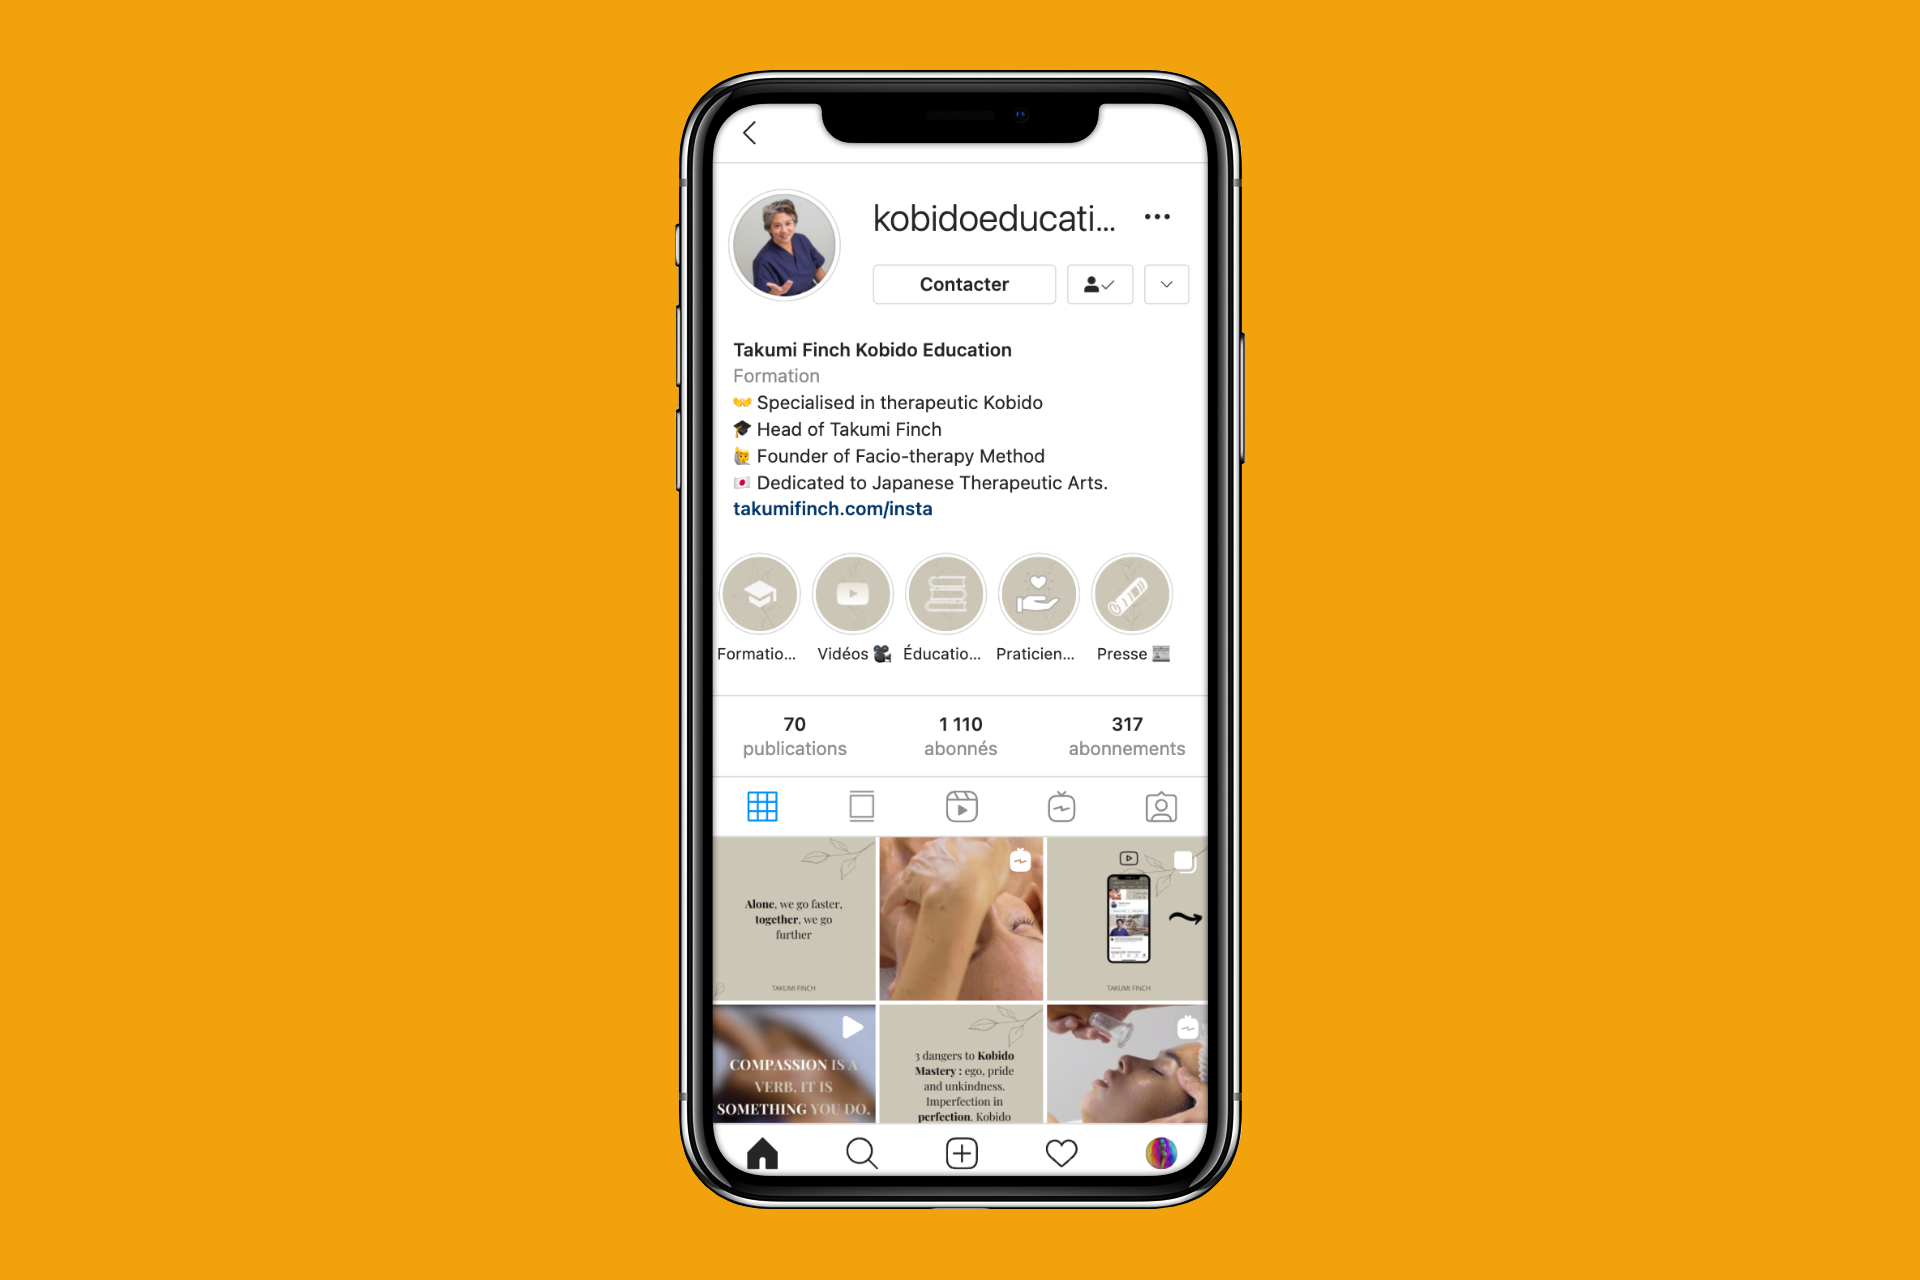 kobidoeducati...
Contacter
Takumi Finch Kobido Education
Formation
👐 Specialised in therapeutic Kobido
🎓 Head of Takumi Finch
🙋 Founder of Facio-therapy Method
🇯🇵 Dedicated to Japanese Therapeutic Arts.
takumifinch.com/insta
Formatio... Vidéos 🎥 Éducatio... Praticien... Presse 📰
70 1 110 317
publications abonnés abonnements
Alone, we go faster,
together, we go
further
TAKUMI FINCH
TAKUMI FINCH
COMPASSION IS A
VERB, IT IS
SOMETHING YOU DO.
3 dangers to Kobido
Mastery : ego, pride
and unkindness.
Imperfection in
perfection. Kobido